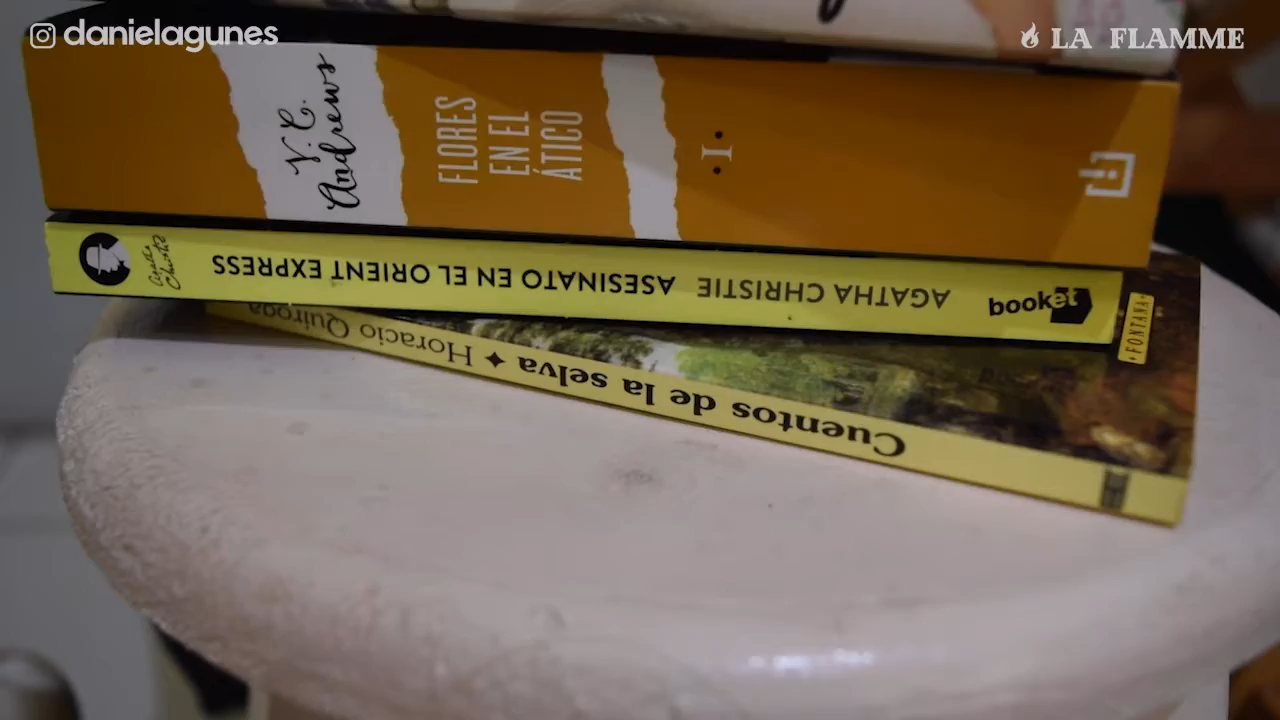 danielagunes
LA FLAMME
V.C.
Andrews
FLORES
EN EL
ÁTICO
I
Agatha
Christie
ASESINATO EN EL ORIENT EXPRESS
AGATHA CHRISTIE
booket
FONTANA
Cuentos de la selva
Horacio Quiroga